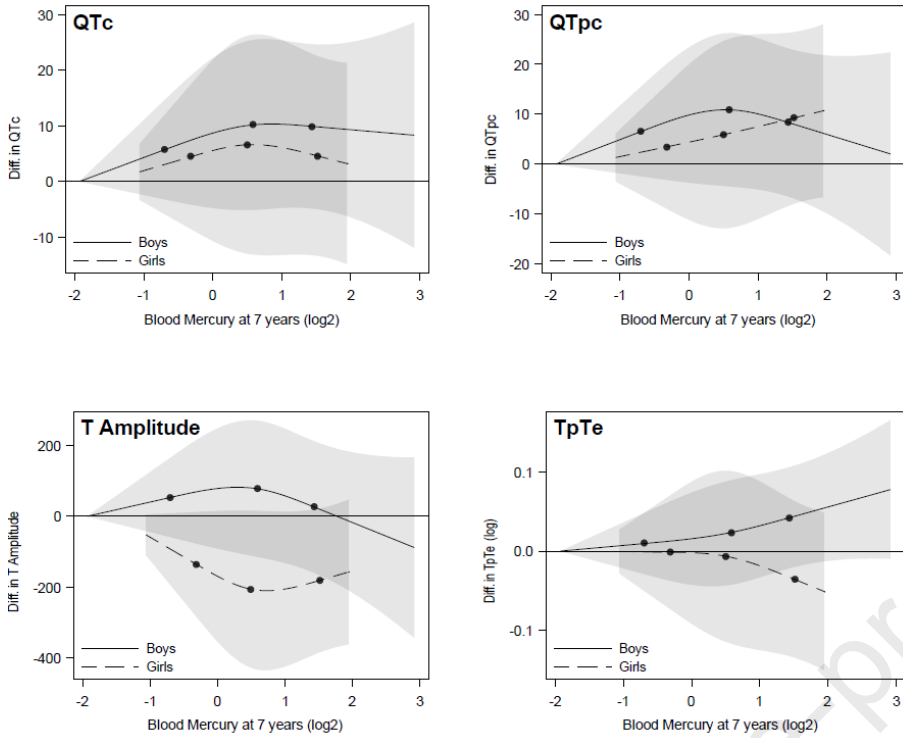 QTc
30
20
10
0
-10
Diff. in QTc
Boys
Girls
-2 -1 0 1 2 3
Blood Mercury at 7 years (log2)
QTpc
30
20
10
0
-10
-20
Diff. in QTpc
Boys
Girls
-2 -1 0 1 2 3
Blood Mercury at 7 years (log2)
T Amplitude
200
0
-200
-400
Diff. in T Amplitude
Boys
Girls
-2 -1 0 1 2 3
Blood Mercury at 7 years (log2)
TpTe
0.1
0.0
-0.1
Diff. in TpTe (log)
Boys
Girls
-2 -1 0 1 2 3
Blood Mercury at 7 years (log2)